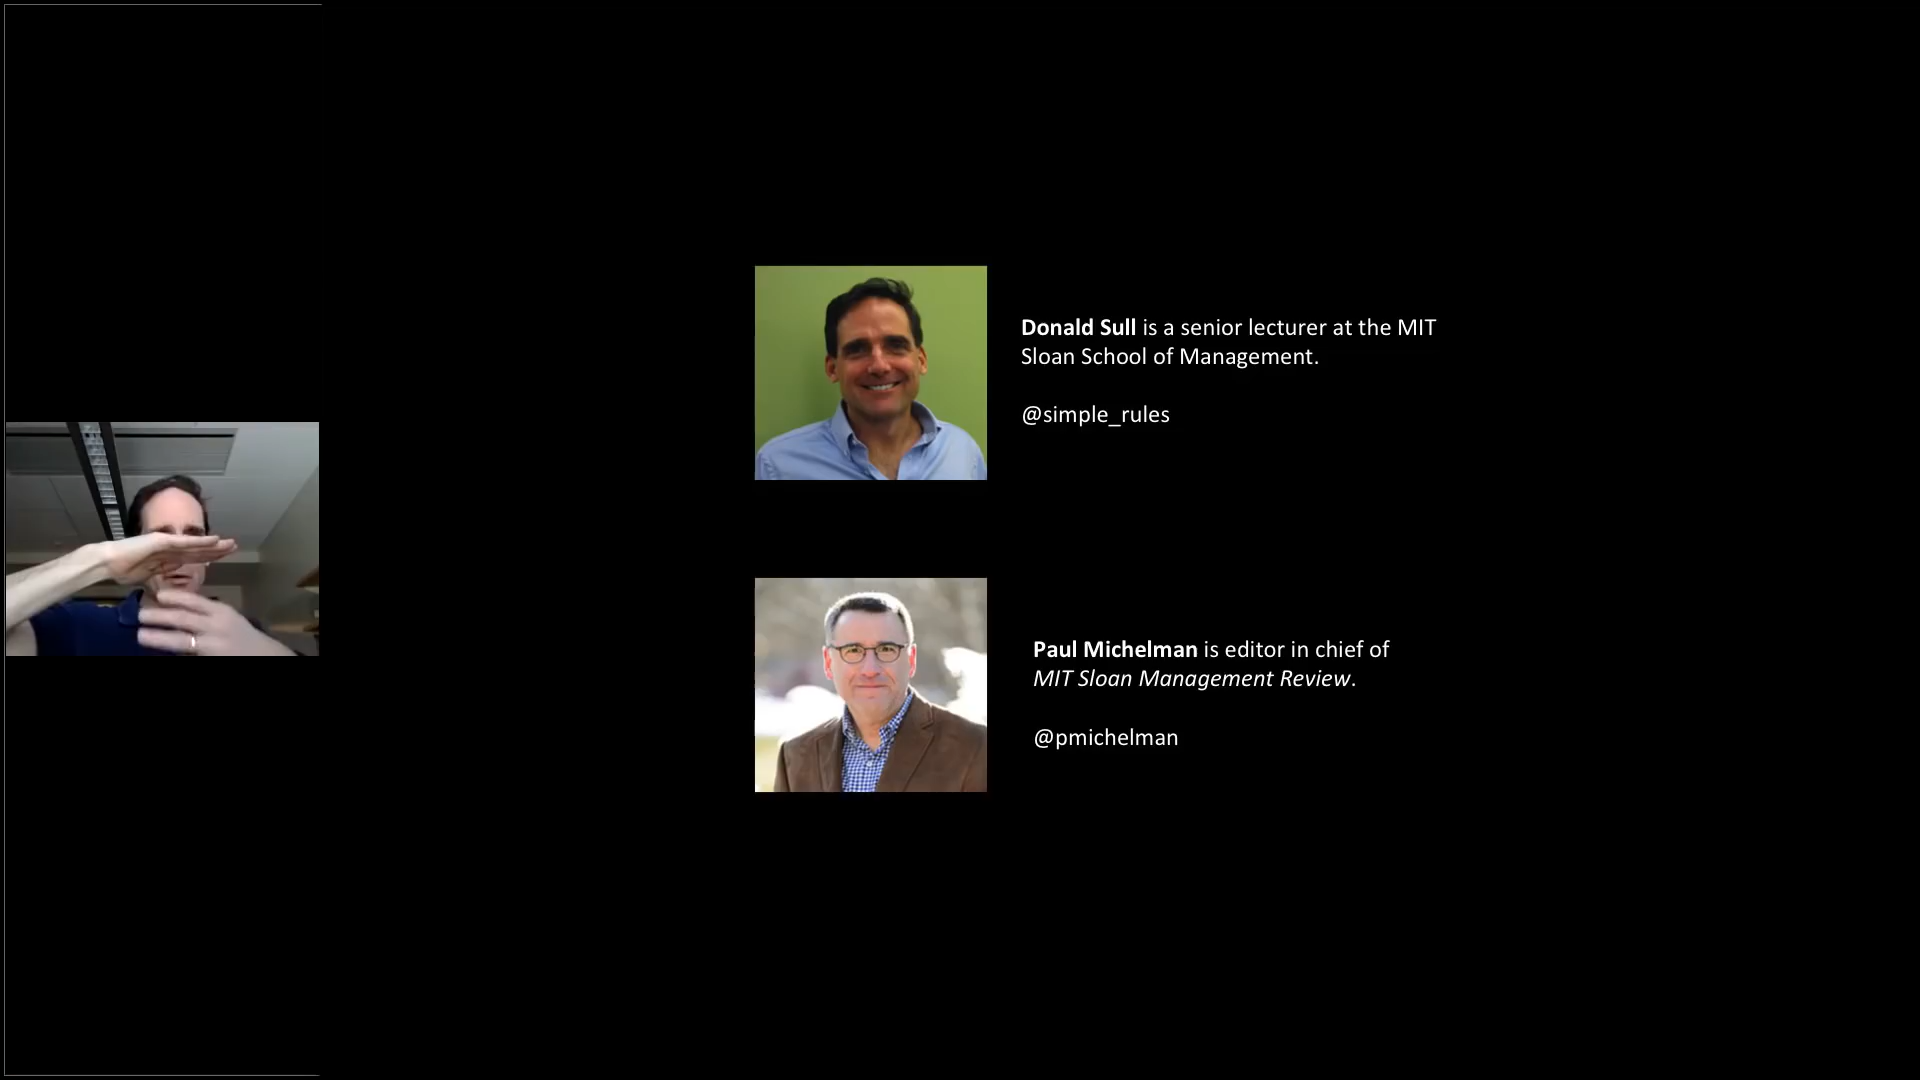 Donald Sull is a senior lecturer at the MIT
Sloan School of Management.
@simple_rules
Paul Michelman is editor in chief of
MIT Sloan Management Review.
@pmichelman